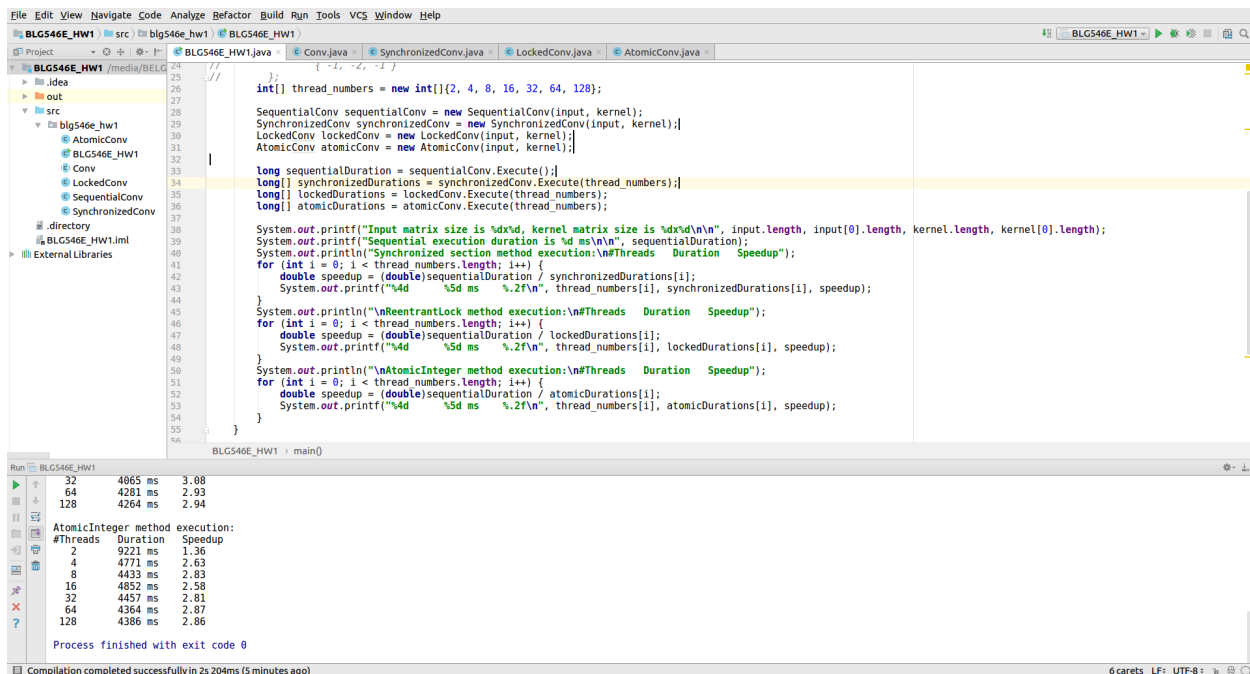 File Edit View Navigate Code Analyze Refactor Build Run Tools VCS Window Help
BLG546E_HW1 src blg546e_hw1 BLG546E_HW1 BLG546E_HW1
Project BLG546E_HW1.java Conv.java SynchronizedConv.java LockedConv.java AtomicConv.java
BLG546E_HW1 /media/BELG
.idea
out
src
blg546e_hw1
AtomicConv
BLG546E_HW1
Conv
LockedConv
SequentialConv
SynchronizedConv
.directory
BLG546E_HW1.iml
External Libraries
24 // { -1, -2, -1 }
25 // };
26 int[] thread_numbers = new int[]{2, 4, 8, 16, 32, 64, 128};
27
28 SequentialConv sequentialConv = new SequentialConv(input, kernel);
29 SynchronizedConv synchronizedConv = new SynchronizedConv(input, kernel);
30 LockedConv lockedConv = new LockedConv(input, kernel);
31 AtomicConv atomicConv = new AtomicConv(input, kernel);
32
33 long sequentialDuration = sequentialConv.Execute();
34 long[] synchronizedDurations = synchronizedConv.Execute(thread_numbers);
35 long[] lockedDurations = lockedConv.Execute(thread_numbers);
36 long[] atomicDurations = atomicConv.Execute(thread_numbers);
37
38 System.out.printf("Input matrix size is %dx%d, kernel matrix size is %dx%d\n\n", input.length, input[0].length, kernel.length, kernel[0].length);
39 System.out.printf("Sequential execution duration is %d ms\n\n", sequentialDuration);
40 System.out.println("Synchronized section method execution:\n#Threads Duration Speedup");
41 for (int i = 0; i < thread_numbers.length; i++) {
42 double speedup = (double)sequentialDuration / synchronizedDurations[i];
43 System.out.printf("%4d %5d ms %.2f\n", thread_numbers[i], synchronizedDurations[i], speedup);
44 }
45 System.out.println("\nReentrantLock method execution:\n#Threads Duration Speedup");
46 for (int i = 0; i < thread_numbers.length; i++) {
47 double speedup = (double)sequentialDuration / lockedDurations[i];
48 System.out.printf("%4d %5d ms %.2f\n", thread_numbers[i], lockedDurations[i], speedup);
49 }
50 System.out.println("\nAtomicInteger method execution:\n#Threads Duration Speedup");
51 for (int i = 0; i < thread_numbers.length; i++) {
52 double speedup = (double)sequentialDuration / atomicDurations[i];
53 System.out.printf("%4d %5d ms %.2f\n", thread_numbers[i], atomicDurations[i], speedup);
54 }
55 }
56
BLG546E_HW1 main()
Run BLG546E_HW1
32 4065 ms 3.08
64 4281 ms 2.93
128 4264 ms 2.94
AtomicInteger method execution:
#Threads Duration Speedup
2 9221 ms 1.36
4 4771 ms 2.63
8 4433 ms 2.83
16 4852 ms 2.58
32 4457 ms 2.81
64 4364 ms 2.87
128 4386 ms 2.86
Process finished with exit code 0
Compilation completed successfully in 2s 204ms (5 minutes ago) 6 carets LF UTF-8